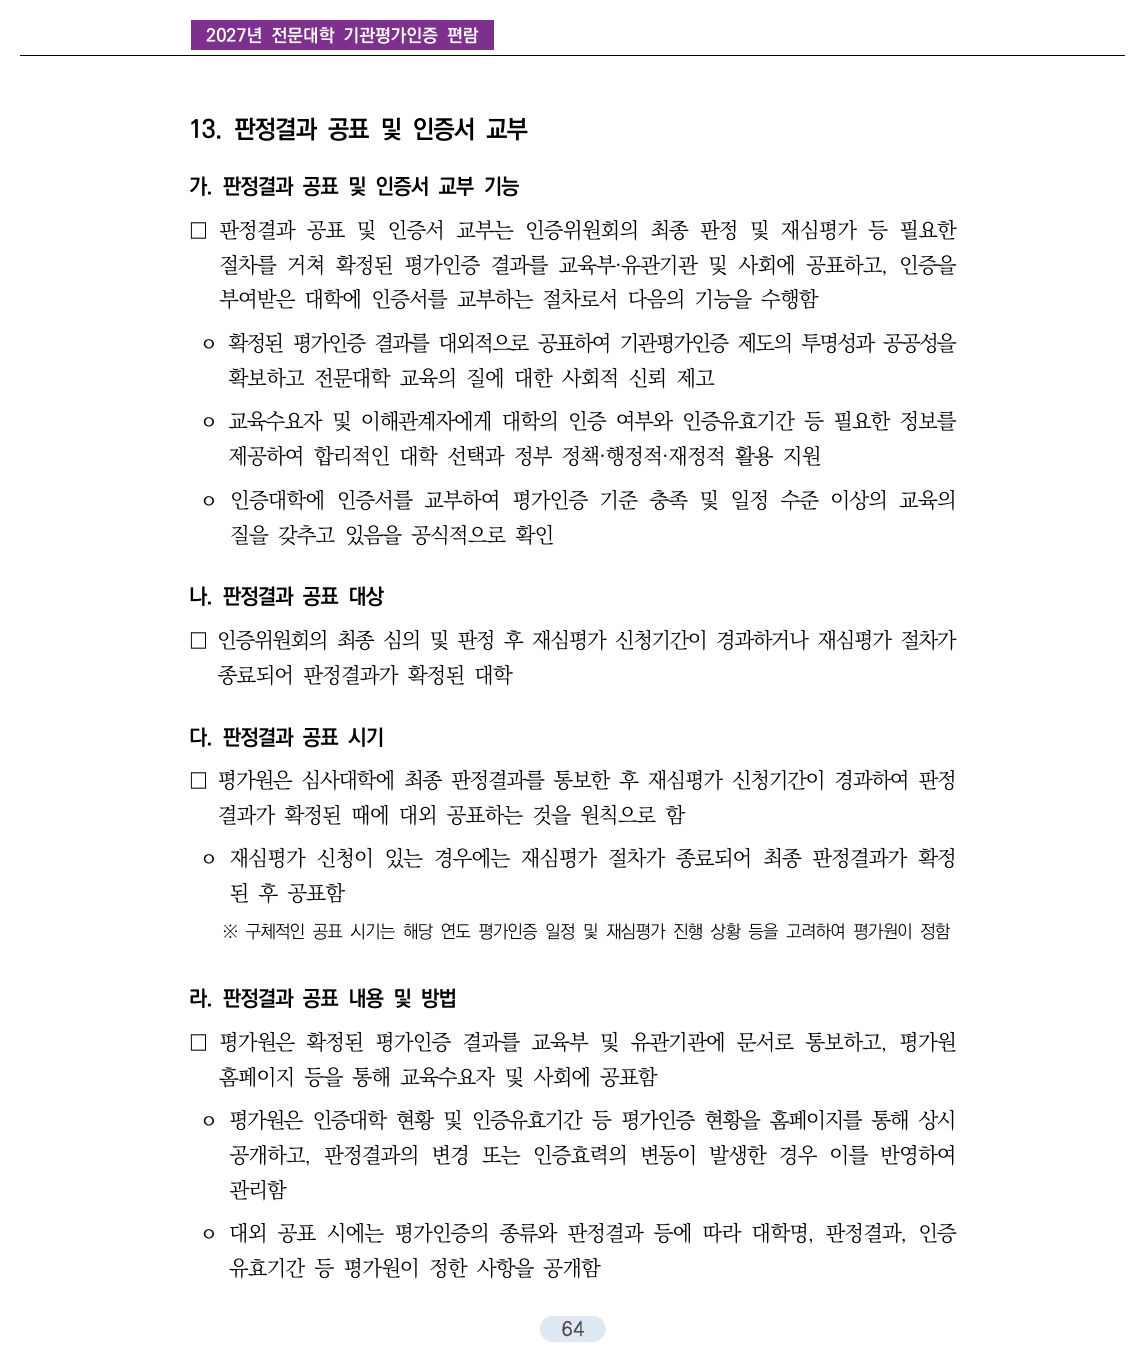 2027년 전문대학 기관평가인증 편람
13. 판정결과 공표 및 인증서 교부
가. 판정결과 공표 및 인증서 교부 기능
□ 판정결과 공표 및 인증서 교부는 인증위원회의 최종 판정 및 재심평가 등 필요한
절차를 거쳐 확정된 평가인증 결과를 교육부·유관기관 및 사회에 공표하고, 인증을
부여받은 대학에 인증서를 교부하는 절차로서 다음의 기능을 수행함
ㅇ 확정된 평가인증 결과를 대외적으로 공표하여 기관평가인증 제도의 투명성과 공공성을
확보하고 전문대학 교육의 질에 대한 사회적 신뢰 제고
ㅇ 교육수요자 및 이해관계자에게 대학의 인증 여부와 인증유효기간 등 필요한 정보를
제공하여 합리적인 대학 선택과 정부 정책·행정적·재정적 활용 지원
ㅇ 인증대학에 인증서를 교부하여 평가인증 기준 충족 및 일정 수준 이상의 교육의
질을 갖추고 있음을 공식적으로 확인
나. 판정결과 공표 대상
□ 인증위원회의 최종 심의 및 판정 후 재심평가 신청기간이 경과하거나 재심평가 절차가
종료되어 판정결과가 확정된 대학
다. 판정결과 공표 시기
□ 평가원은 심사대학에 최종 판정결과를 통보한 후 재심평가 신청기간이 경과하여 판정
결과가 확정된 때에 대외 공표하는 것을 원칙으로 함
ㅇ 재심평가 신청이 있는 경우에는 재심평가 절차가 종료되어 최종 판정결과가 확정
된 후 공표함
※ 구체적인 공표 시기는 해당 연도 평가인증 일정 및 재심평가 진행 상황 등을 고려하여 평가원이 정함
라. 판정결과 공표 내용 및 방법
□ 평가원은 확정된 평가인증 결과를 교육부 및 유관기관에 문서로 통보하고, 평가원
홈페이지 등을 통해 교육수요자 및 사회에 공표함
ㅇ 평가원은 인증대학 현황 및 인증유효기간 등 평가인증 현황을 홈페이지를 통해 상시
공개하고, 판정결과의 변경 또는 인증효력의 변동이 발생한 경우 이를 반영하여
관리함
ㅇ 대외 공표 시에는 평가인증의 종류와 판정결과 등에 따라 대학명, 판정결과, 인증
유효기간 등 평가원이 정한 사항을 공개함
64